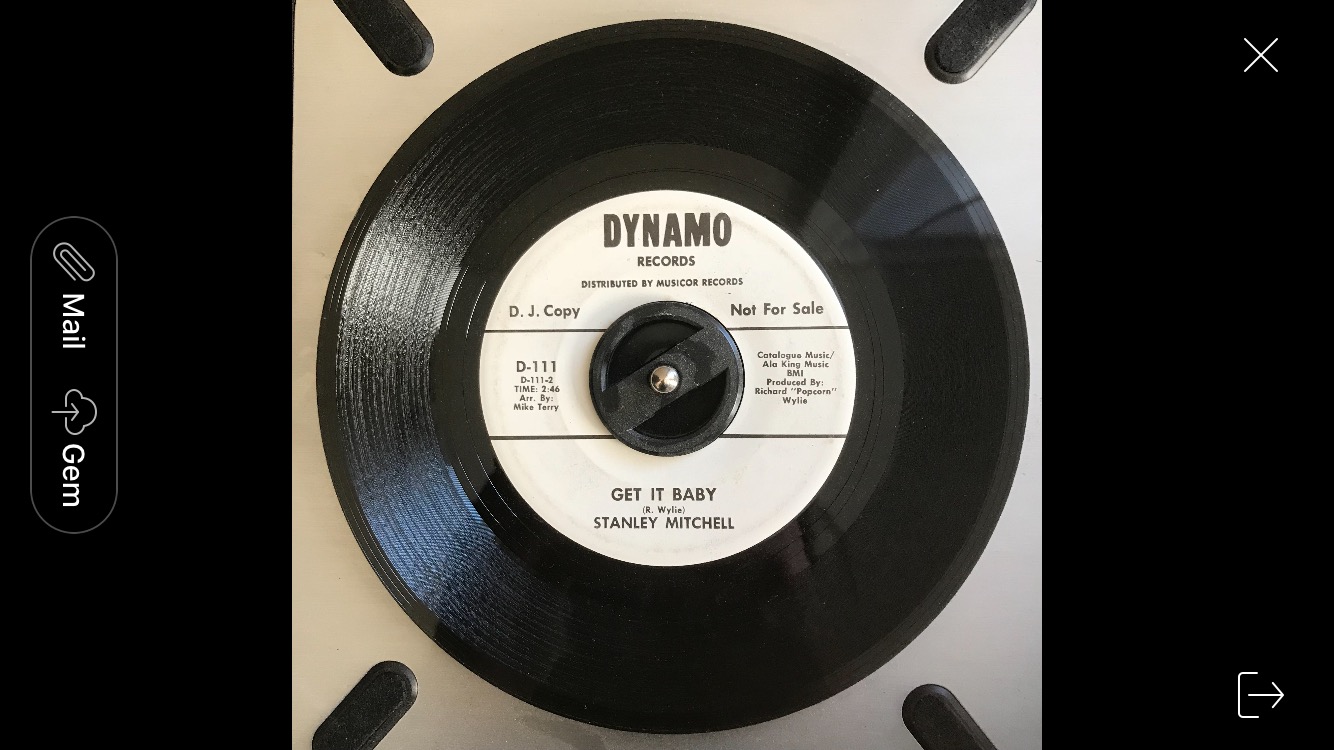 DYNAMO
RECORDS
DISTRIBUTED BY MUSICOR RECORDS
D. J. Copy
Not For Sale
D-111
D-111-2
TIME: 2:46
Arr. By:
Mike Terry
Catalogue Music/
Ala King Music
BMI
Produced By:
Richard "Popcorn"
Wylie
GET IT BABY
(R. Wylie)
STANLEY MITCHELL
Mail
Gem